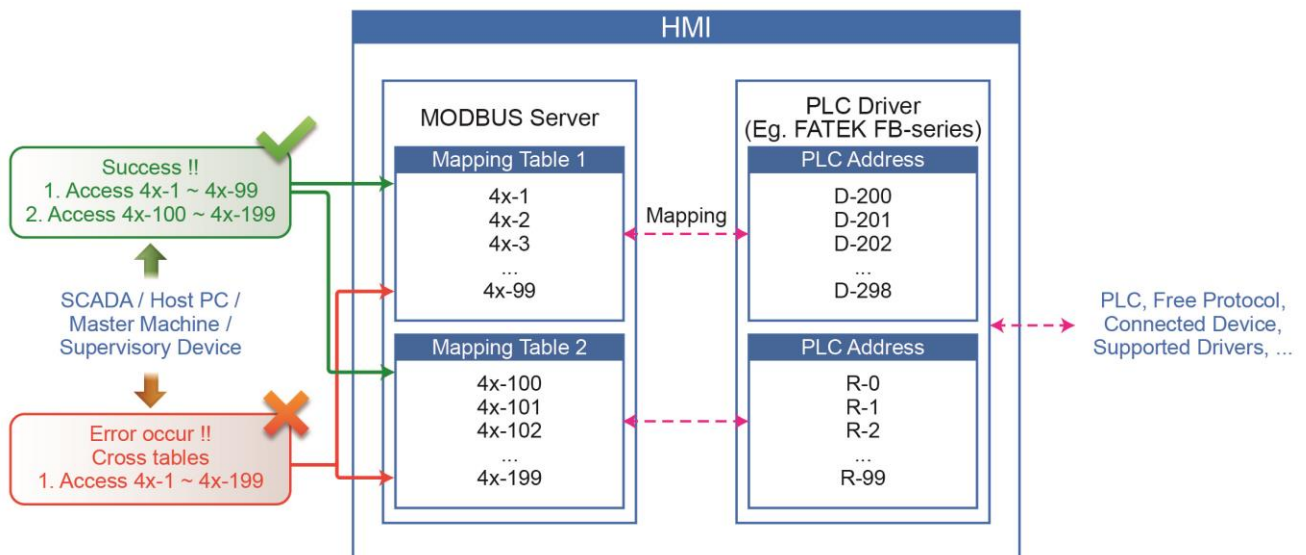 HMI
MODBUS Server
PLC Driver
(Eg. FATEK FB-series)
Success !!
1. Access 4x-1 ~ 4x-99
2. Access 4x-100 ~ 4x-199
SCADA / Host PC /
Master Machine /
Supervisory Device
Error occur !!
Cross tables
1. Access 4x-1 ~ 4x-199
Mapping Table 1
4x-1
4x-2
4x-3
...
4x-99
Mapping
PLC Address
D-200
D-201
D-202
...
D-298
Mapping Table 2
4x-100
4x-101
4x-102
...
4x-199
PLC Address
R-0
R-1
R-2
...
R-99
PLC, Free Protocol,
Connected Device,
Supported Drivers, ...